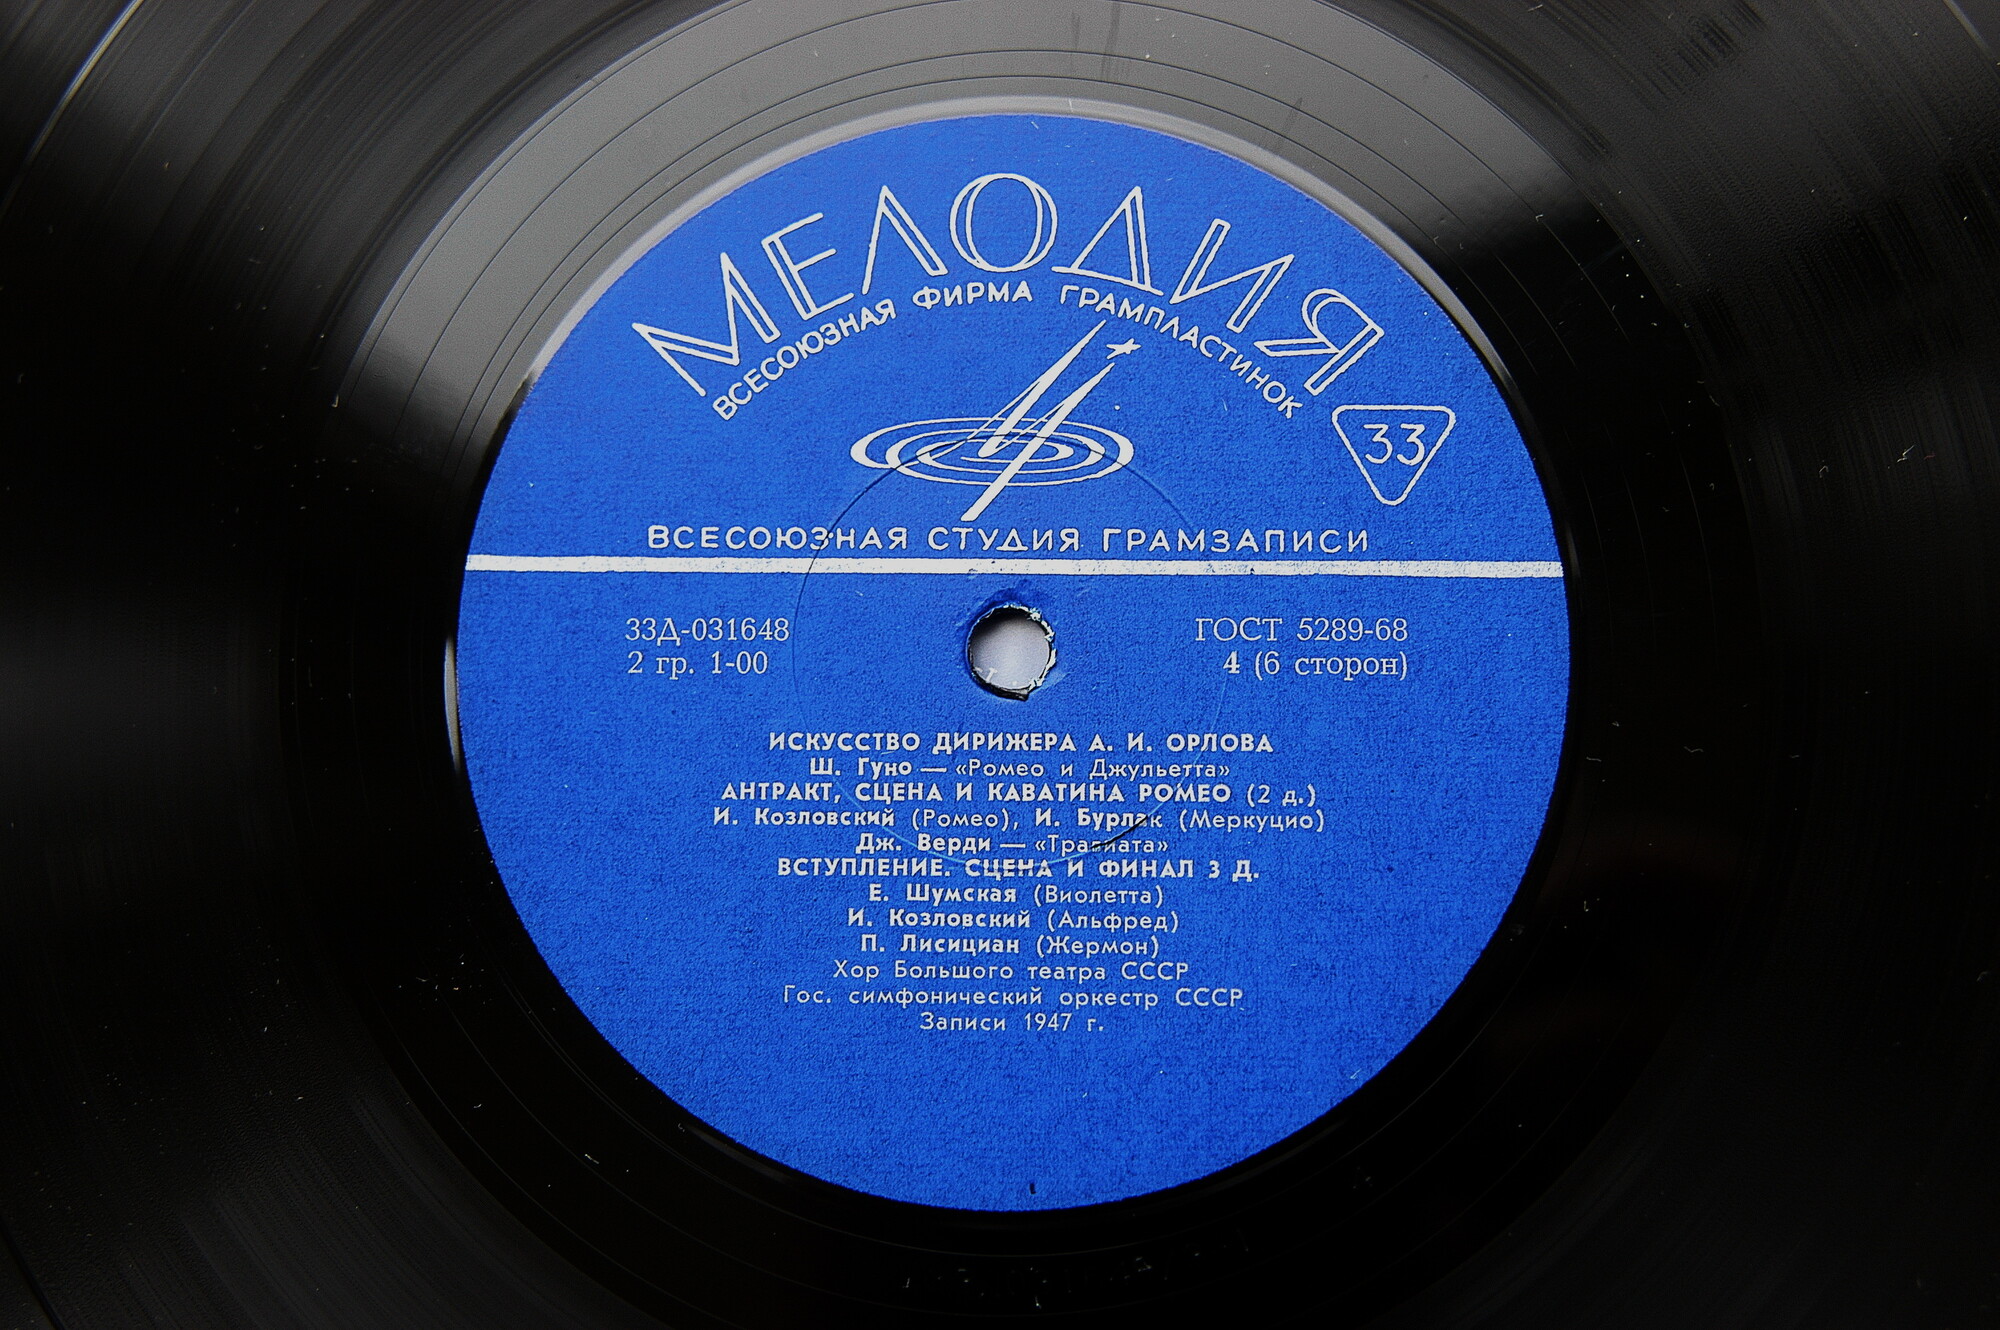 МЕЛОДИЯ
ВСЕСОЮЗНАЯ ФИРМА ГРАМПЛАСТИНОК
33
ВСЕСОЮЗНАЯ СТУДИЯ ГРАМЗАПИСИ
33Д-031648
ГОСТ 5289-68
2 гр. 1-00
4 (6 сторон)
ИСКУССТВО ДИРИЖЕРА А. И. ОРЛОВА
Ш. Гуно — «Ромео и Джульетта»
АНТРАКТ, СЦЕНА И КАВАТИНА РОМЕО (2 д.)
И. Козловский (Ромео), И. Бурлак (Меркуцио)
Дж. Верди — «Травиата»
ВСТУПЛЕНИЕ. СЦЕНА И ФИНАЛ 3 Д.
Е. Шумская (Виолетта)
И. Козловский (Альфред)
П. Лисициан (Жермон)
Хор Большого театра СССР
Гос. симфонический оркестр СССР
Записи 1947 г.